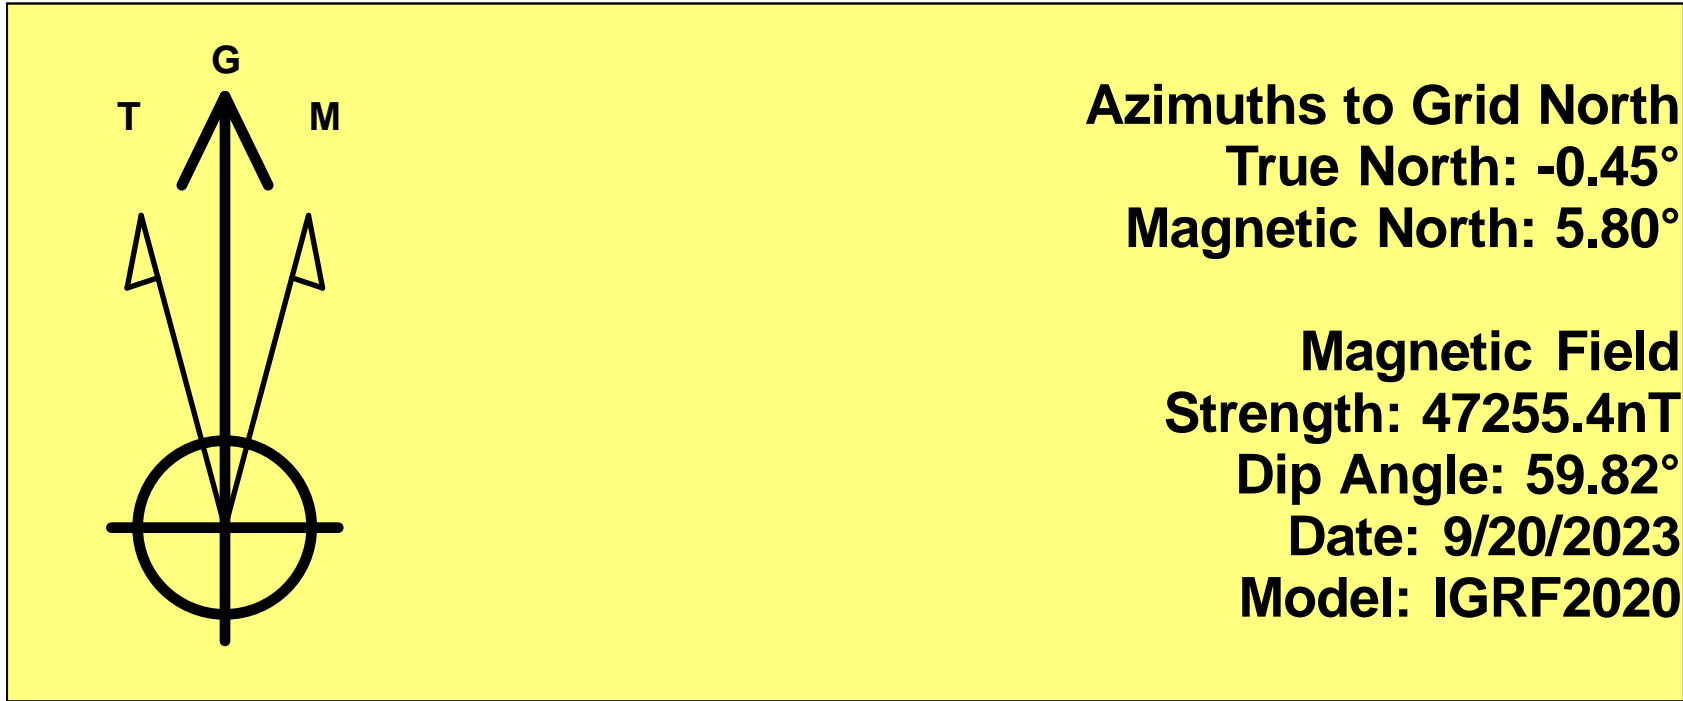 G
T M
Azimuths to Grid North
True North: -0.45°
Magnetic North: 5.80°
Magnetic Field
Strength: 47255.4nT
Dip Angle: 59.82°
Date: 9/20/2023
Model: IGRF2020